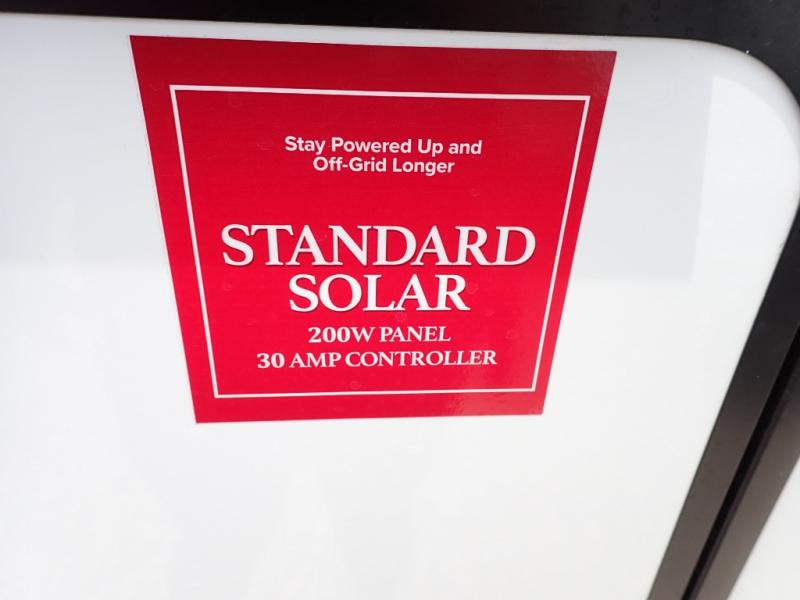 Stay Powered Up and
Off-Grid Longer
STANDARD
SOLAR
200W PANEL
30 AMP CONTROLLER